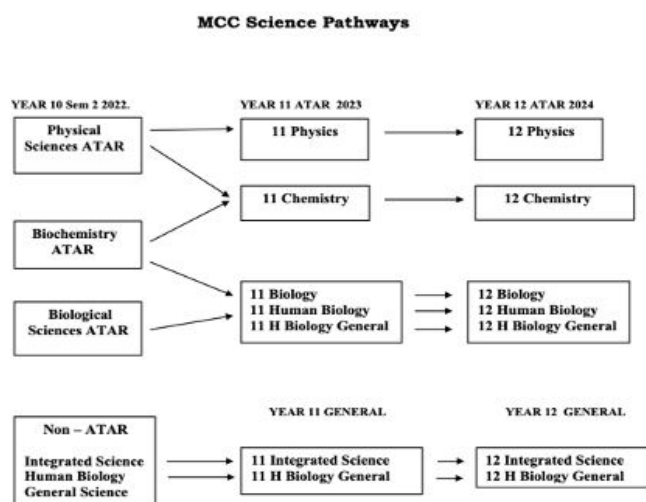 MCC Science Pathways
YEAR 10 Sem 2 2022.
YEAR 11 ATAR 2023
YEAR 12 ATAR 2024
Physical
Sciences ATAR
11 Physics
12 Physics
11 Chemistry
12 Chemistry
Biochemistry
ATAR
Biological
Sciences ATAR
11 Biology
11 Human Biology
11 H Biology General
12 Biology
12 Human Biology
12 H Biology General
YEAR 11 GENERAL
YEAR 12 GENERAL
Non – ATAR
Integrated Science
Human Biology
General Science
11 Integrated Science
11 H Biology General
12 Integrated Science
12 H Biology General